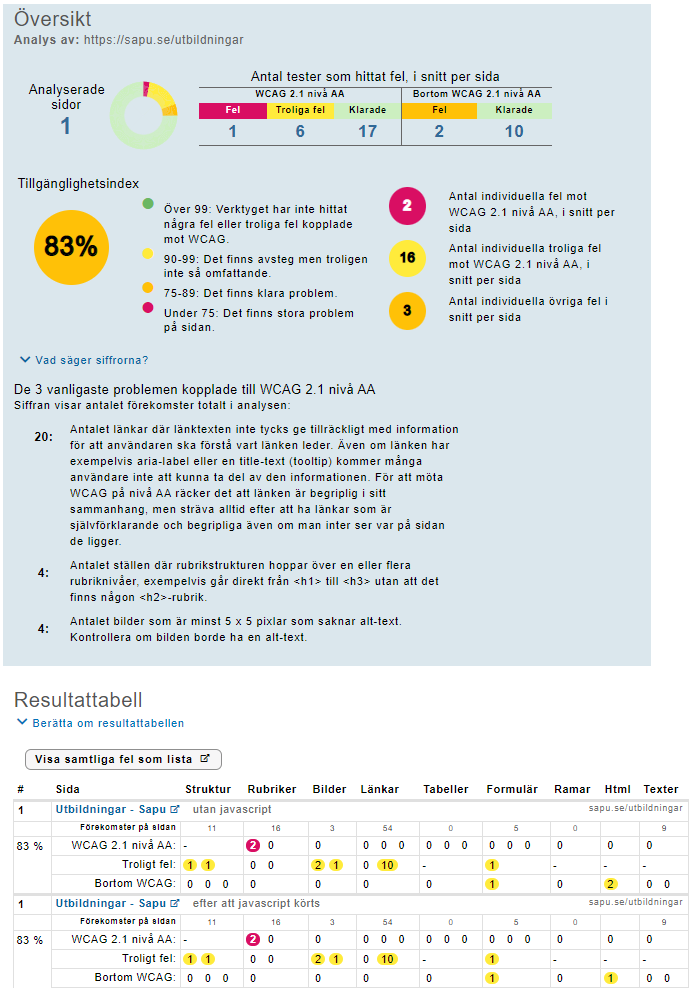 Översikt
Analys av: https://sapu.se/utbildningar
Analyserade
sidor
1
Antal tester som hittat fel, i snitt per sida
WCAG 2.1 nivå AA Bortom WCAG 2.1 nivå AA
Fel Troliga fel Klarade Fel Klarade
1 6 17 2 10
Tillgänglighetsindex
83%
Över 99: Verktyget har inte hittat
några fel eller troliga fel kopplade
mot WCAG.
90-99: Det finns avsteg men troligen
inte så omfattande.
75-89: Det finns klara problem.
Under 75: Det finns stora problem
på sidan.
2 Antal individuella fel mot
WCAG 2.1 nivå AA, i snitt per
sida
16 Antal individuella troliga fel
mot WCAG 2.1 nivå AA, i
snitt per sida
3 Antal individuella övriga fel i
snitt per sida
Vad säger siffrorna?
De 3 vanligaste problemen kopplade till WCAG 2.1 nivå AA
Siffran visar antalet förekomster totalt i analysen:
20: Antalet länkar där länktexten inte tycks ge tillräckligt med information
för att användaren ska förstå vart länken leder. Även om länken har
exempelvis aria-label eller en title-text (tooltip) kommer många
användare inte att kunna ta del av den informationen. För att möta
WCAG på nivå AA räcker det att länken är begriplig i sitt
sammanhang, men sträva alltid efter att ha länkar som är
självförklarande och begripliga även om man inter ser var på sidan
de ligger.
4: Antalet ställen där rubrikstrukturen hoppar över en eller flera
rubriknivåer, exempelvis går direkt från <h1> till <h3> utan att det
finns någon <h2>-rubrik.
4: Antalet bilder som är minst 5 x 5 pixlar som saknar alt-text.
Kontrollera om bilden borde ha en alt-text.
Resultattabell
Berätta om resultattabellen
Visa samtliga fel som lista
# Sida Struktur Rubriker Bilder Länkar Tabeller Formulär Ramar Html Texter
1 Utbildningar - Sapu utan javascript sapu.se/utbildningar
Förekomster på sidan 11 16 3 54 0 5 0 9
83 % WCAG 2.1 nivå AA: - 2 0 0 0 0 0 0 0 0 0 0 0 0 0 0
Troligt fel: 1 1 0 0 2 1 0 10 - 1 - - -
Bortom WCAG: 0 0 0 0 0 0 0 0 1 0 2 0 0
1 Utbildningar - Sapu efter att javascript körts sapu.se/utbildningar
Förekomster på sidan 11 16 3 54 0 5 0 9
83 % WCAG 2.1 nivå AA: - 2 0 0 0 0 0 0 0 0 0 0 0 0 0 0
Troligt fel: 1 1 0 0 2 1 0 10 - 1 - - -
Bortom WCAG: 0 0 0 0 0 0 0 0 1 0 1 0 0